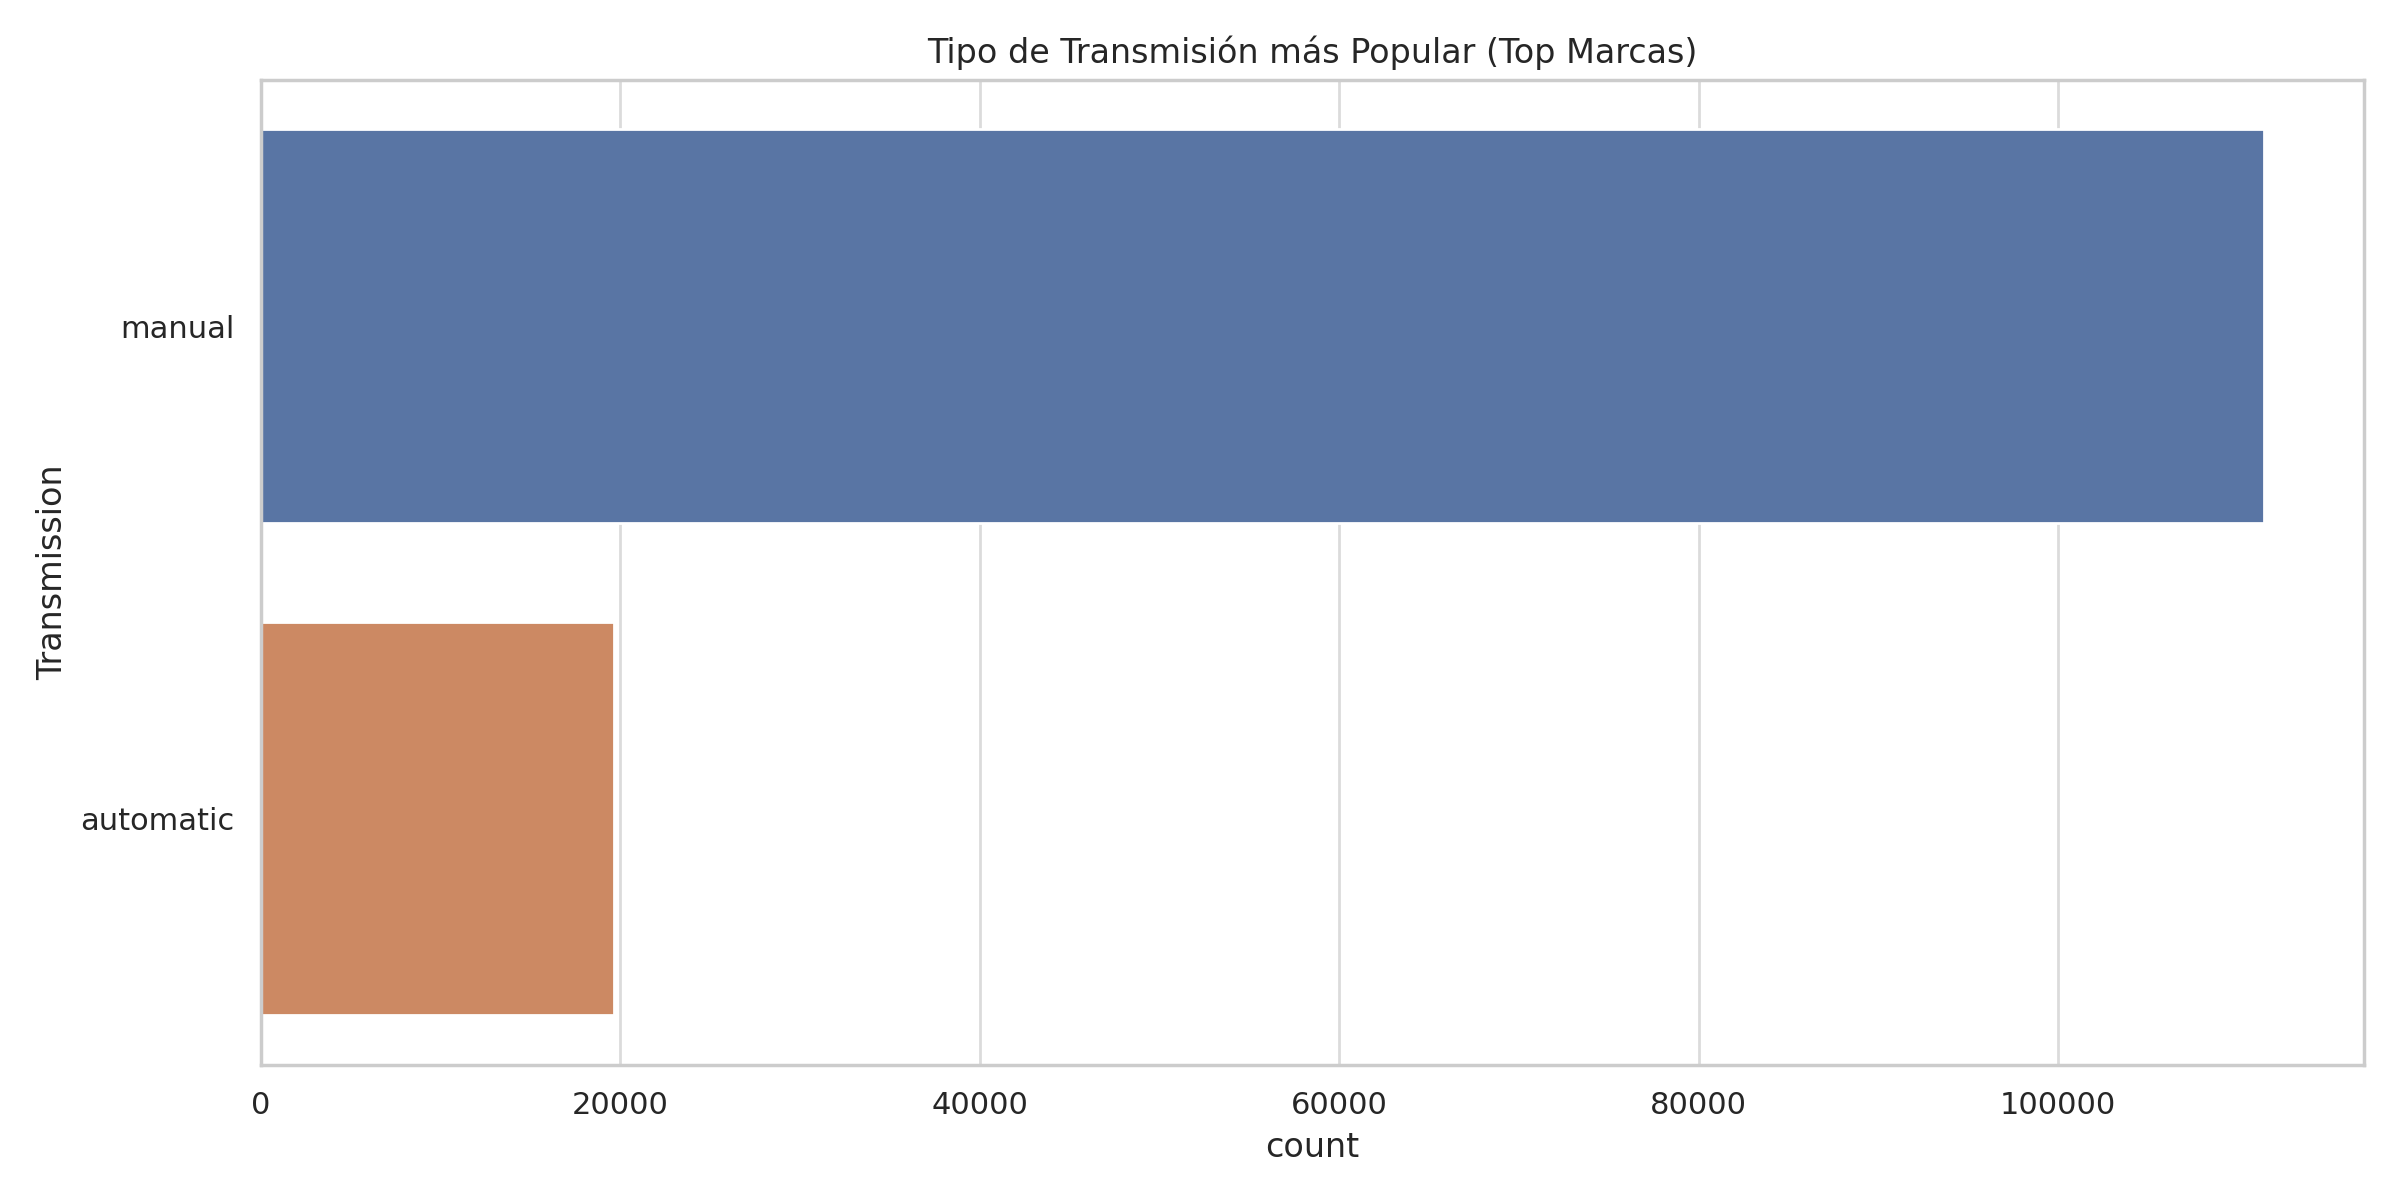 Tipo de Transmisión más Popular (Top Marcas)
Transmission
manual
automatic
0 20000 40000 60000 80000 100000
count